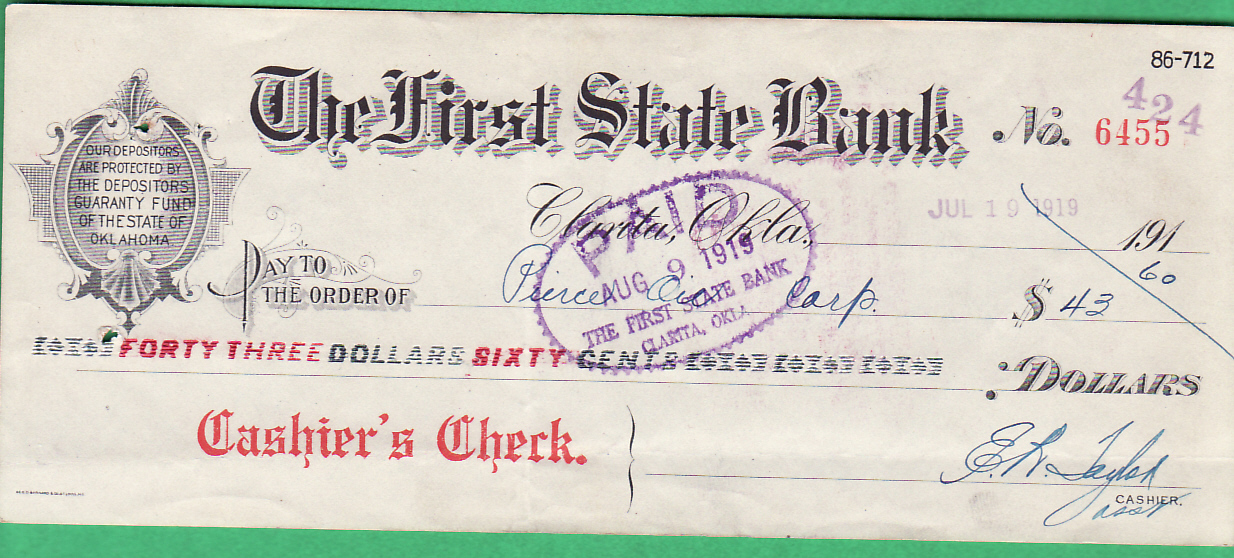 86-712
The First State Bank
No. 6455
424
OUR DEPOSITORS
ARE PROTECTED BY
THE DEPOSITORS
GUARANTY FUND
OF THE STATE OF
OKLAHOMA
Clarita, Okla. JUL 19 1919 191
PAID
AUG 9 1919
THE FIRST STATE BANK
CLARITA, OKLA
PAY TO
THE ORDER OF Pierce Oil Corp. $ 43 60
FORTY THREE DOLLARS SIXTY CENTS DOLLARS
Cashier's Check.
E. W. Taylor
CASHIER.
asst